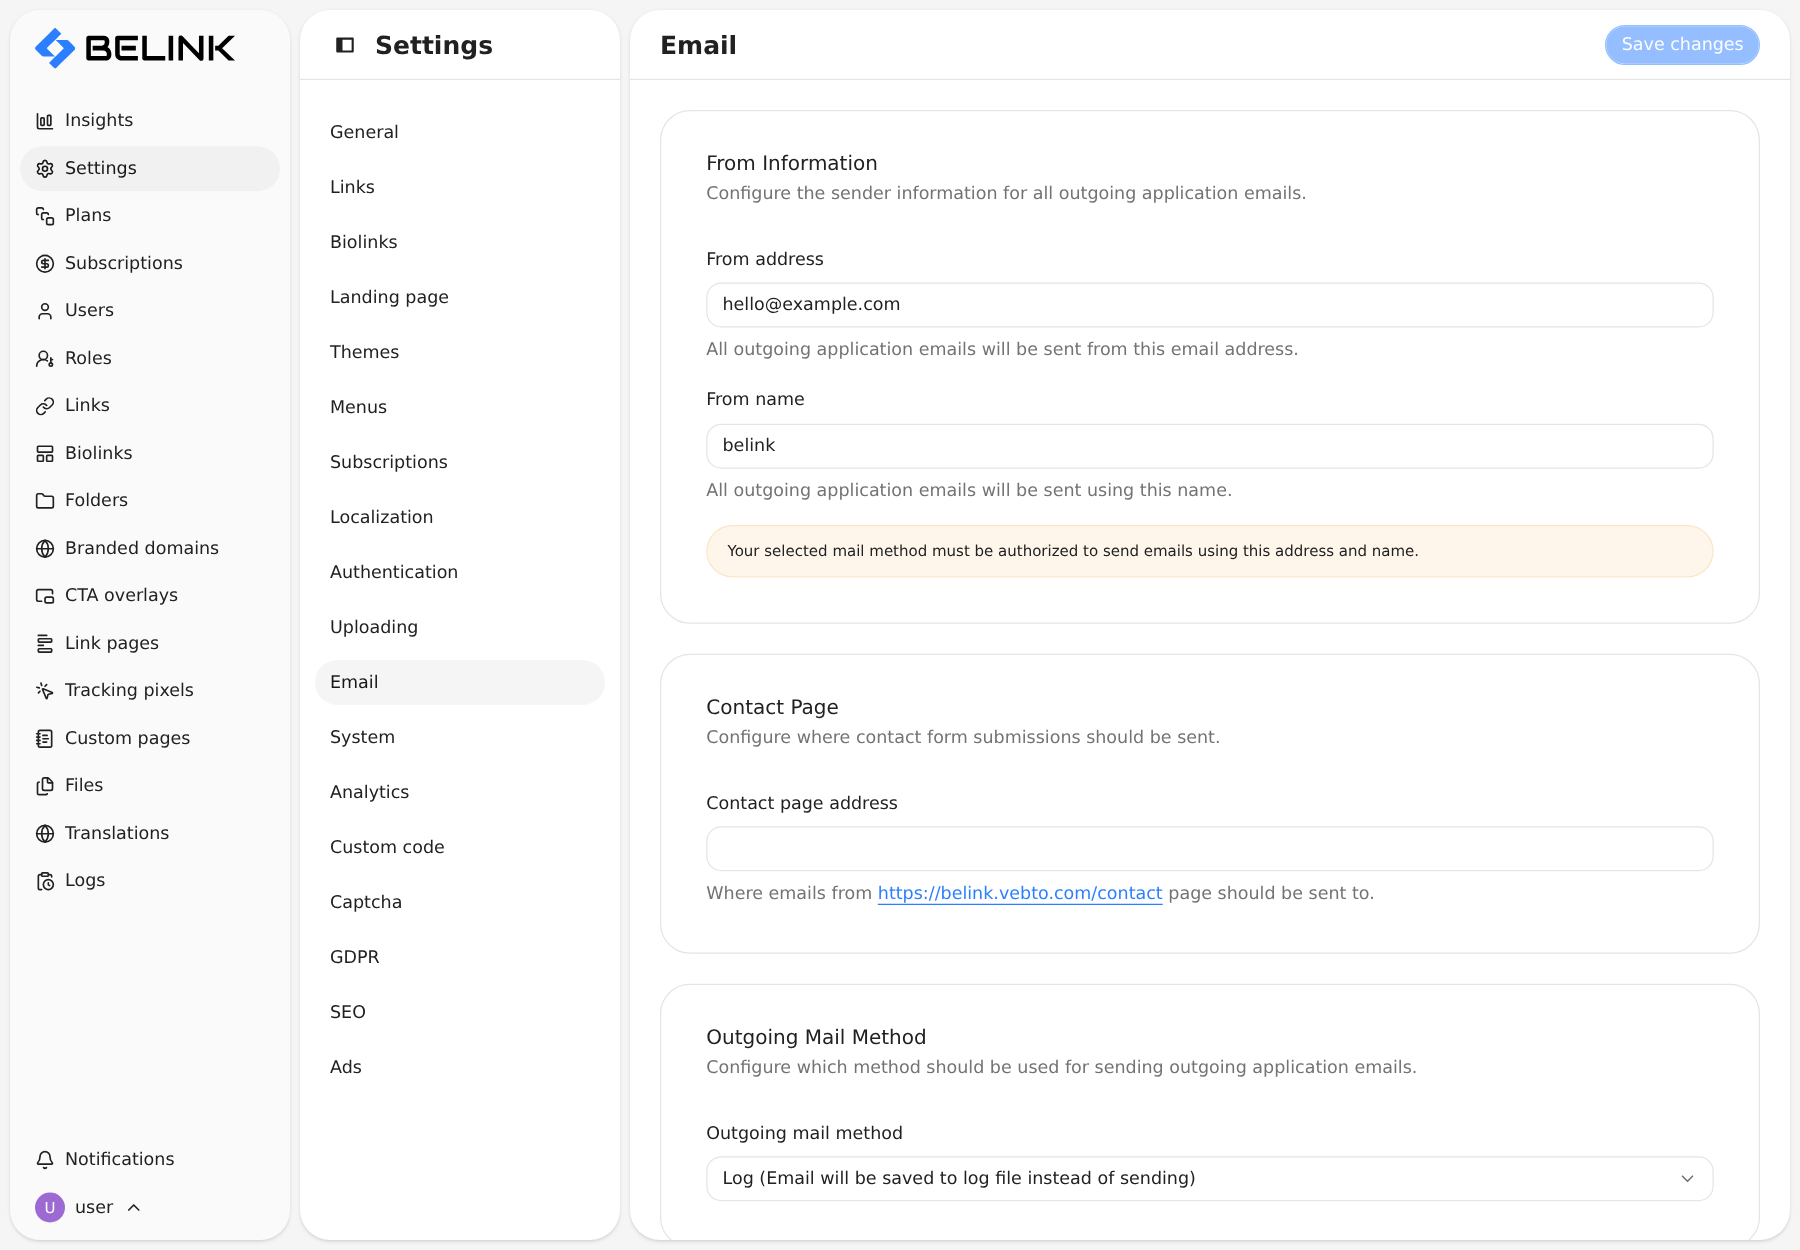 BELINK
Insights
Settings
Plans
Subscriptions
Users
Roles
Links
Biolinks
Folders
Branded domains
CTA overlays
Link pages
Tracking pixels
Custom pages
Files
Translations
Logs
Notifications
U user
Settings
General
Links
Biolinks
Landing page
Themes
Menus
Subscriptions
Localization
Authentication
Uploading
Email
System
Analytics
Custom code
Captcha
GDPR
SEO
Ads
Email
Save changes
From Information
Configure the sender information for all outgoing application emails.
From address
hello@example.com
All outgoing application emails will be sent from this email address.
From name
belink
All outgoing application emails will be sent using this name.
Your selected mail method must be authorized to send emails using this address and name.
Contact Page
Configure where contact form submissions should be sent.
Contact page address
Where emails from https://belink.vebto.com/contact page should be sent to.
Outgoing Mail Method
Configure which method should be used for sending outgoing application emails.
Outgoing mail method
Log (Email will be saved to log file instead of sending)